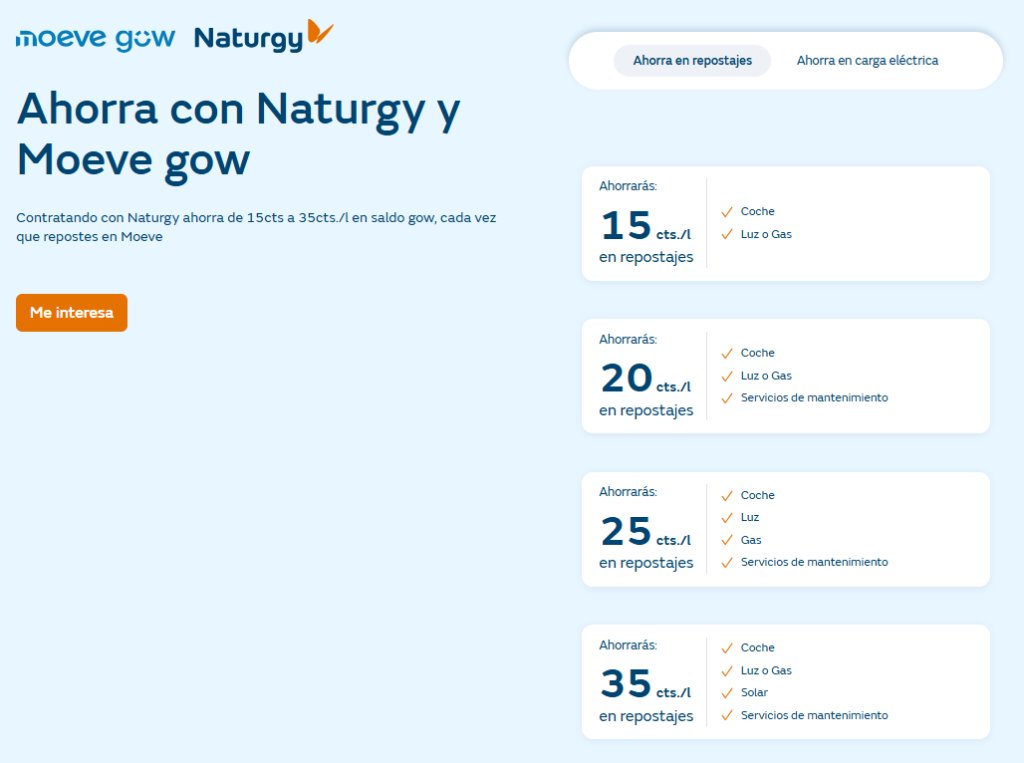 moeve gow Naturgy
Ahorra con Naturgy y
Moeve gow
Contratando con Naturgy ahorra de 15cts a 35cts./l en saldo gow, cada vez
que repostes en Moeve
Me interesa
Ahorra en repostajes
Ahorra en carga eléctrica
Ahorrarás:
15 cts./l
en repostajes
Coche
Luz o Gas
Ahorrarás:
20 cts./l
en repostajes
Coche
Luz o Gas
Servicios de mantenimiento
Ahorrarás:
25 cts./l
en repostajes
Coche
Luz
Gas
Servicios de mantenimiento
Ahorrarás:
35 cts./l
en repostajes
Coche
Luz o Gas
Solar
Servicios de mantenimiento